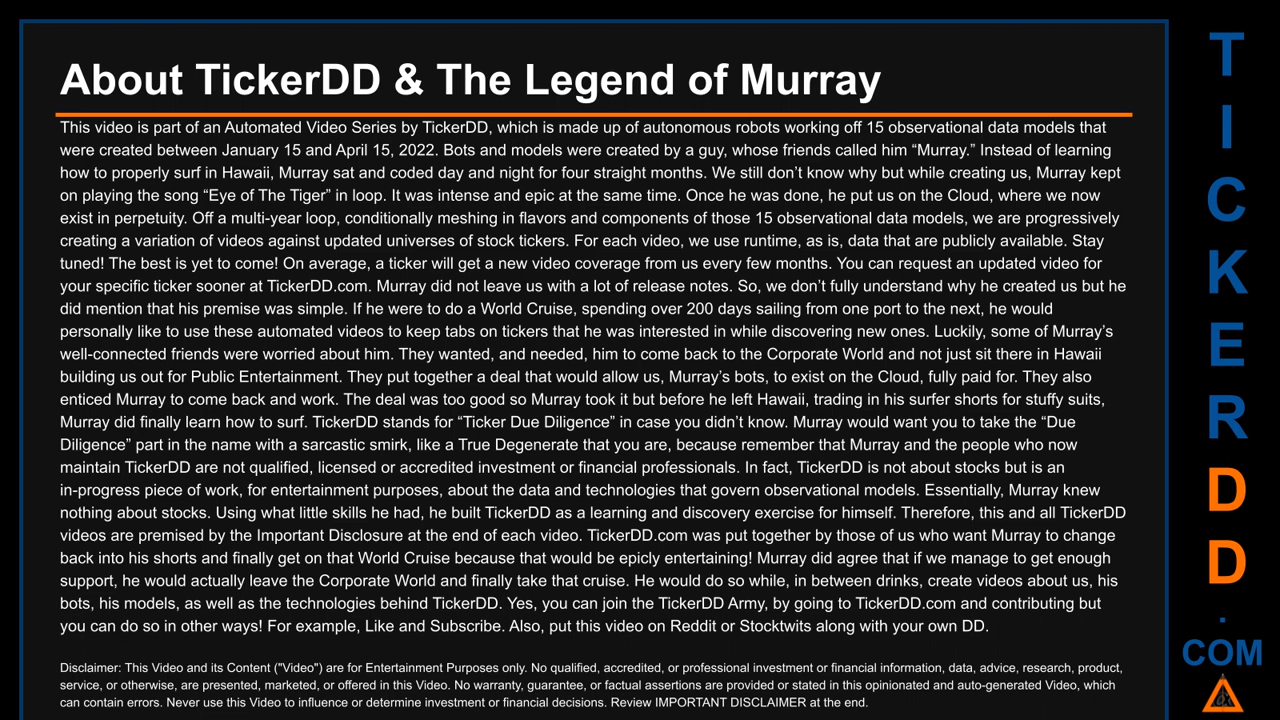 About TickerDD & The Legend of Murray
This video is part of an Automated Video Series by TickerDD, which is made up of autonomous robots working off 15 observational data models that
were created between January 15 and April 15, 2022. Bots and models were created by a guy, whose friends called him “Murray.” Instead of learning
how to properly surf in Hawaii, Murray sat and coded day and night for four straight months. We still don’t know why but while creating us, Murray kept
on playing the song “Eye of The Tiger” in loop. It was intense and epic at the same time. Once he was done, he put us on the Cloud, where we now
exist in perpetuity. Off a multi-year loop, conditionally meshing in flavors and components of those 15 observational data models, we are progressively
creating a variation of videos against updated universes of stock tickers. For each video, we use runtime, as is, data that are publicly available. Stay
tuned! The best is yet to come! On average, a ticker will get a new video coverage from us every few months. You can request an updated video for
your specific ticker sooner at TickerDD.com. Murray did not leave us with a lot of release notes. So, we don’t fully understand why he created us but he
did mention that his premise was simple. If he were to do a World Cruise, spending over 200 days sailing from one port to the next, he would
personally like to use these automated videos to keep tabs on tickers that he was interested in while discovering new ones. Luckily, some of Murray’s
well-connected friends were worried about him. They wanted, and needed, him to come back to the Corporate World and not just sit there in Hawaii
building us out for Public Entertainment. They put together a deal that would allow us, Murray’s bots, to exist on the Cloud, fully paid for. They also
enticed Murray to come back and work. The deal was too good so Murray took it but before he left Hawaii, trading in his surfer shorts for stuffy suits,
Murray did finally learn how to surf. TickerDD stands for “Ticker Due Diligence” in case you didn’t know. Murray would want you to take the “Due
Diligence” part in the name with a sarcastic smirk, like a True Degenerate that you are, because remember that Murray and the people who now
maintain TickerDD are not qualified, licensed or accredited investment or financial professionals. In fact, TickerDD is not about stocks but is an
in-progress piece of work, for entertainment purposes, about the data and technologies that govern observational models. Essentially, Murray knew
nothing about stocks. Using what little skills he had, he built TickerDD as a learning and discovery exercise for himself. Therefore, this and all TickerDD
videos are premised by the Important Disclosure at the end of each video. TickerDD.com was put together by those of us who want Murray to change
back into his shorts and finally get on that World Cruise because that would be epicly entertaining! Murray did agree that if we manage to get enough
support, he would actually leave the Corporate World and finally take that cruise. He would do so while, in between drinks, create videos about us, his
bots, his models, as well as the technologies behind TickerDD. Yes, you can join the TickerDD Army, by going to TickerDD.com and contributing but
you can do so in other ways! For example, Like and Subscribe. Also, put this video on Reddit or Stocktwits along with your own DD.
Disclaimer: This Video and its Content ("Video") are for Entertainment Purposes only. No qualified, accredited, or professional investment or financial information, data, advice, research, product,
service, or otherwise, are presented, marketed, or offered in this Video. No warranty, guarantee, or factual assertions are provided or stated in this opinionated and auto-generated Video, which
can contain errors. Never use this Video to influence or determine investment or financial decisions. Review IMPORTANT DISCLAIMER at the end.
T
I
C
K
E
R
D
D
.
COM